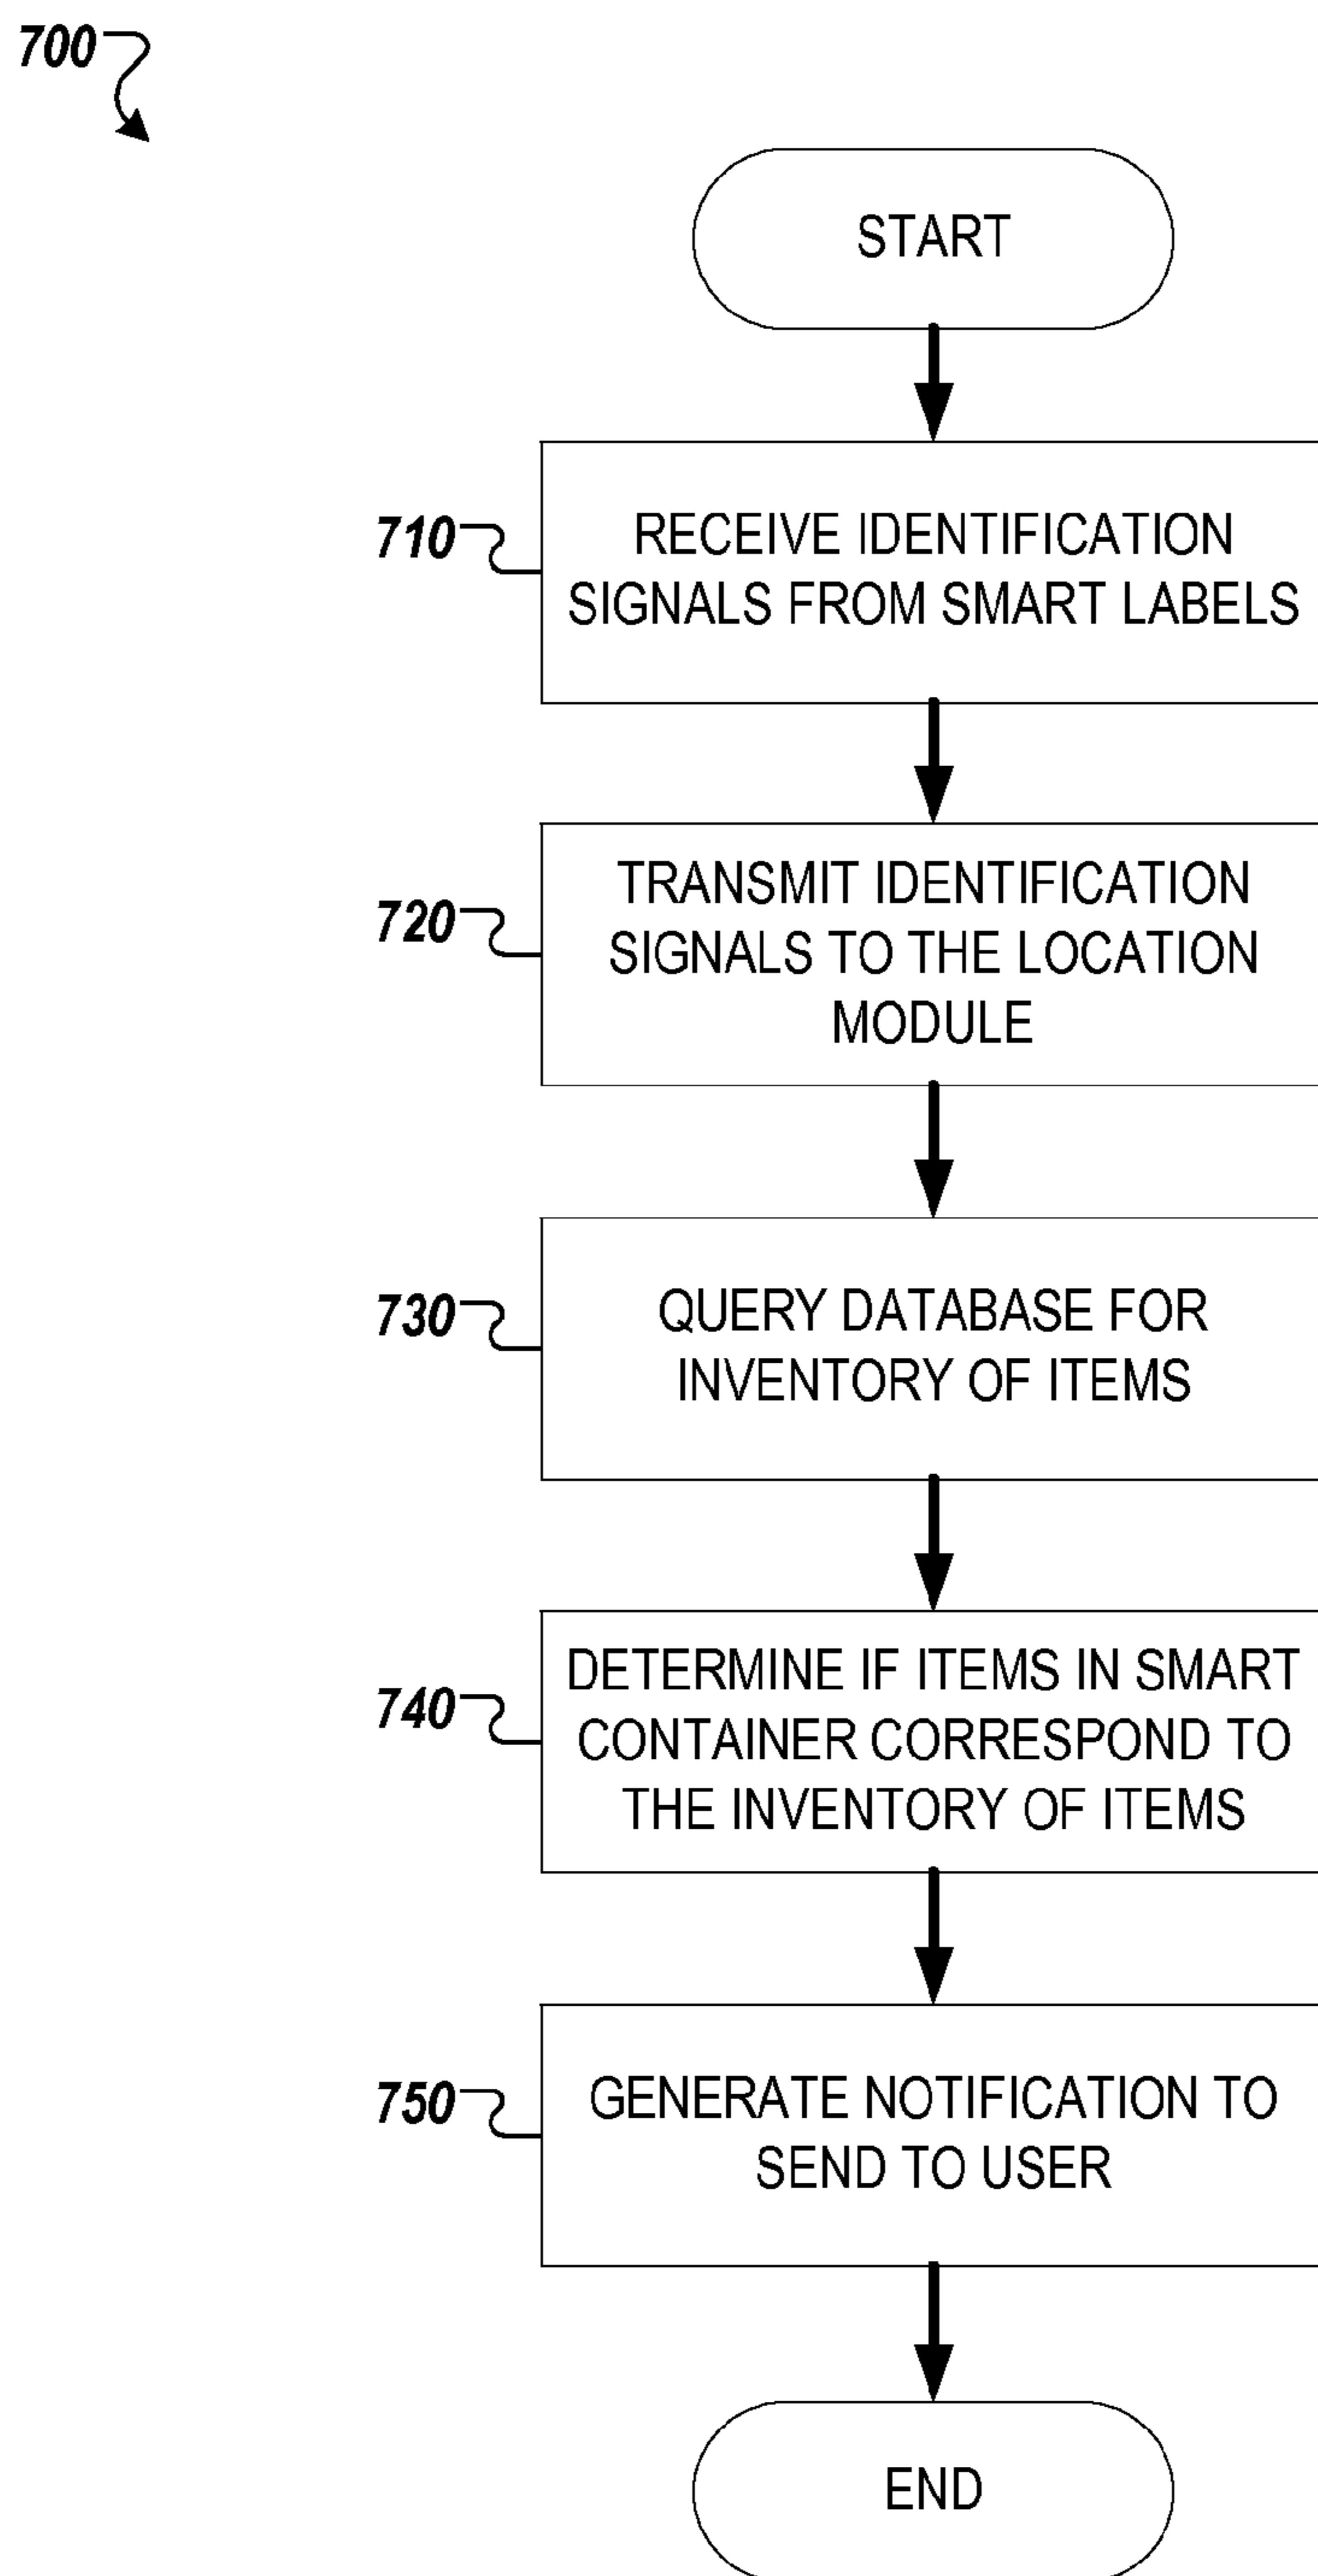 700
START
710
RECEIVE IDENTIFICATION
SIGNALS FROM SMART LABELS
720
TRANSMIT IDENTIFICATION
SIGNALS TO THE LOCATION
MODULE
730
QUERY DATABASE FOR
INVENTORY OF ITEMS
740
DETERMINE IF ITEMS IN SMART
CONTAINER CORRESPOND TO
THE INVENTORY OF ITEMS
750
GENERATE NOTIFICATION TO
SEND TO USER
END